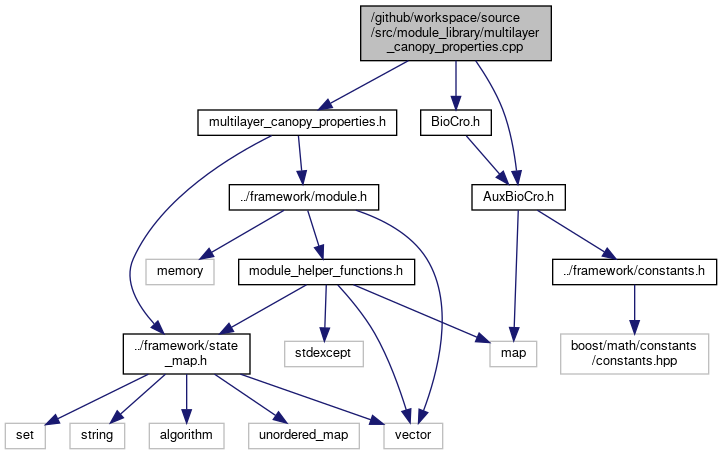 /github/workspace/source
/src/module_library/multilayer
_canopy_properties.cpp
multilayer_canopy_properties.h
BioCro.h
../framework/module.h
AuxBioCro.h
memory
module_helper_functions.h
../framework/constants.h
../framework/state
_map.h
stdexcept
map
boost/math/constants
/constants.hpp
set
string
algorithm
unordered_map
vector